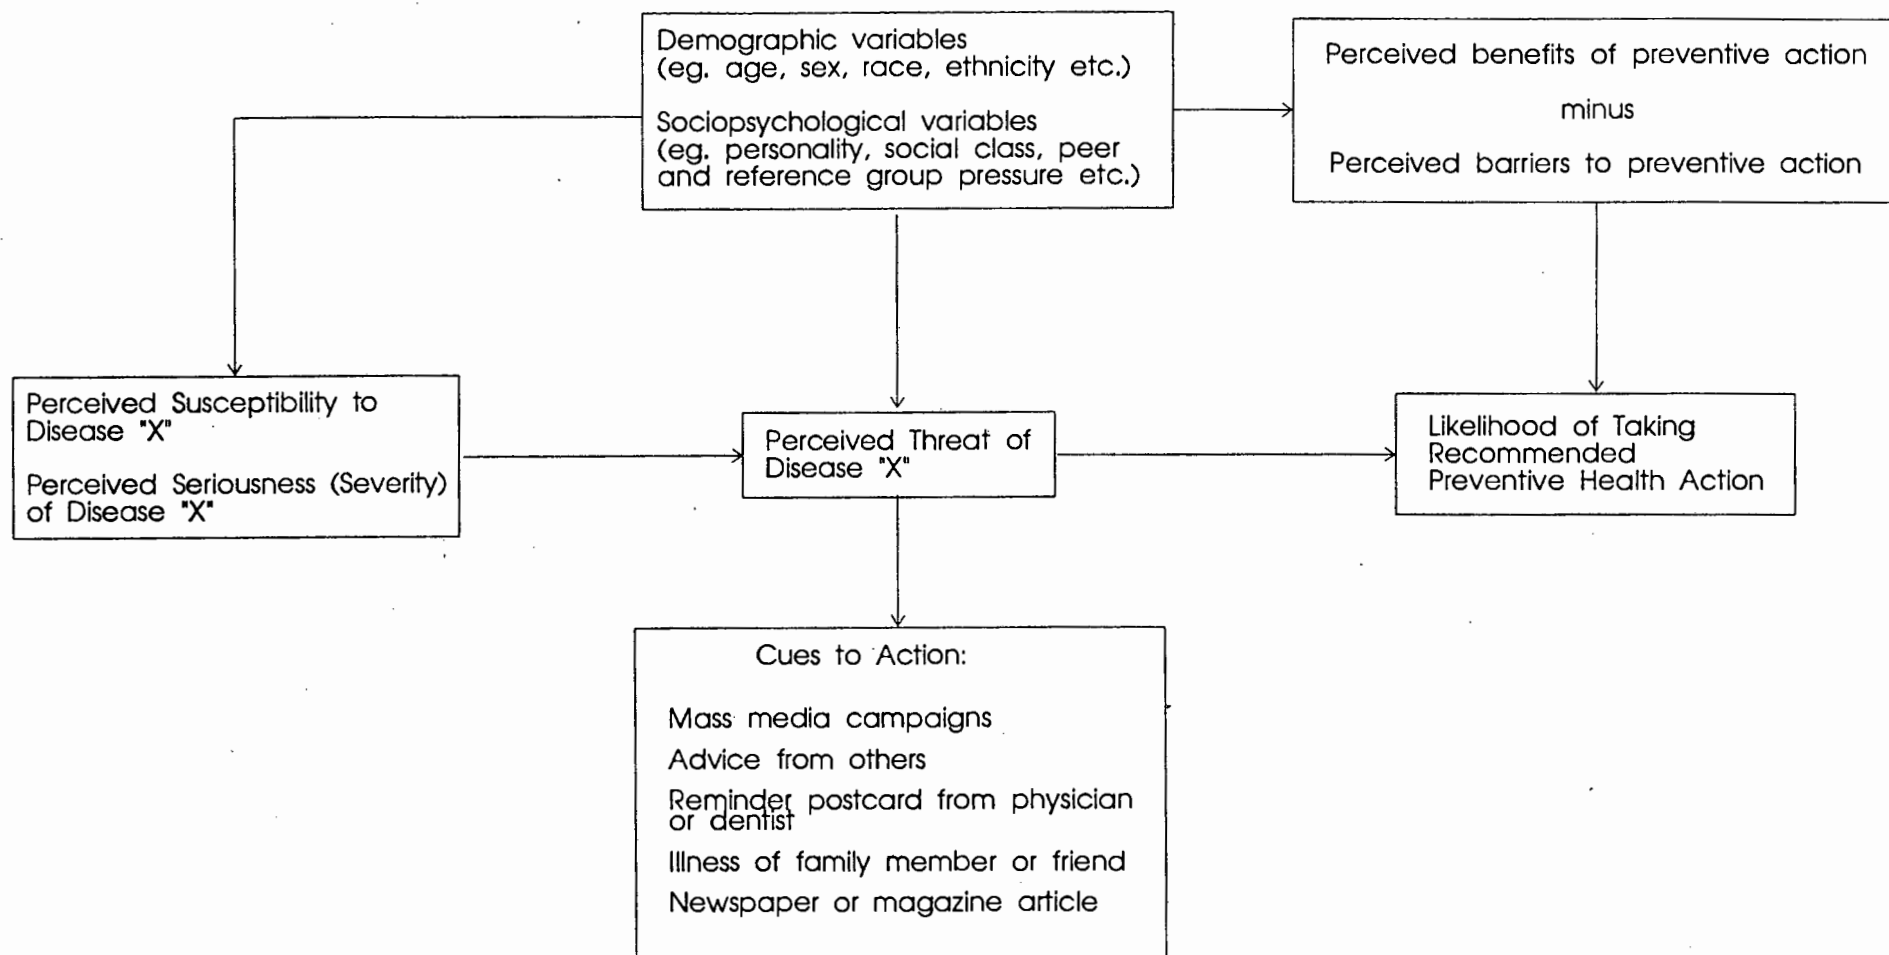 Demographic variables
(eg. age, sex, race, ethnicity etc.)
Sociopsychological variables
(eg. personality, social class, peer
and reference group pressure etc.)
Perceived benefits of preventive action
minus
Perceived barriers to preventive action
Perceived Susceptibility to
Disease "X"
Perceived Seriousness (Severity)
of Disease "X"
Perceived Threat of
Disease "X"
Likelihood of Taking
Recommended
Preventive Health Action
Cues to Action:
Mass media campaigns
Advice from others
Reminder postcard from physician
or dentist
Illness of family member or friend
Newspaper or magazine article